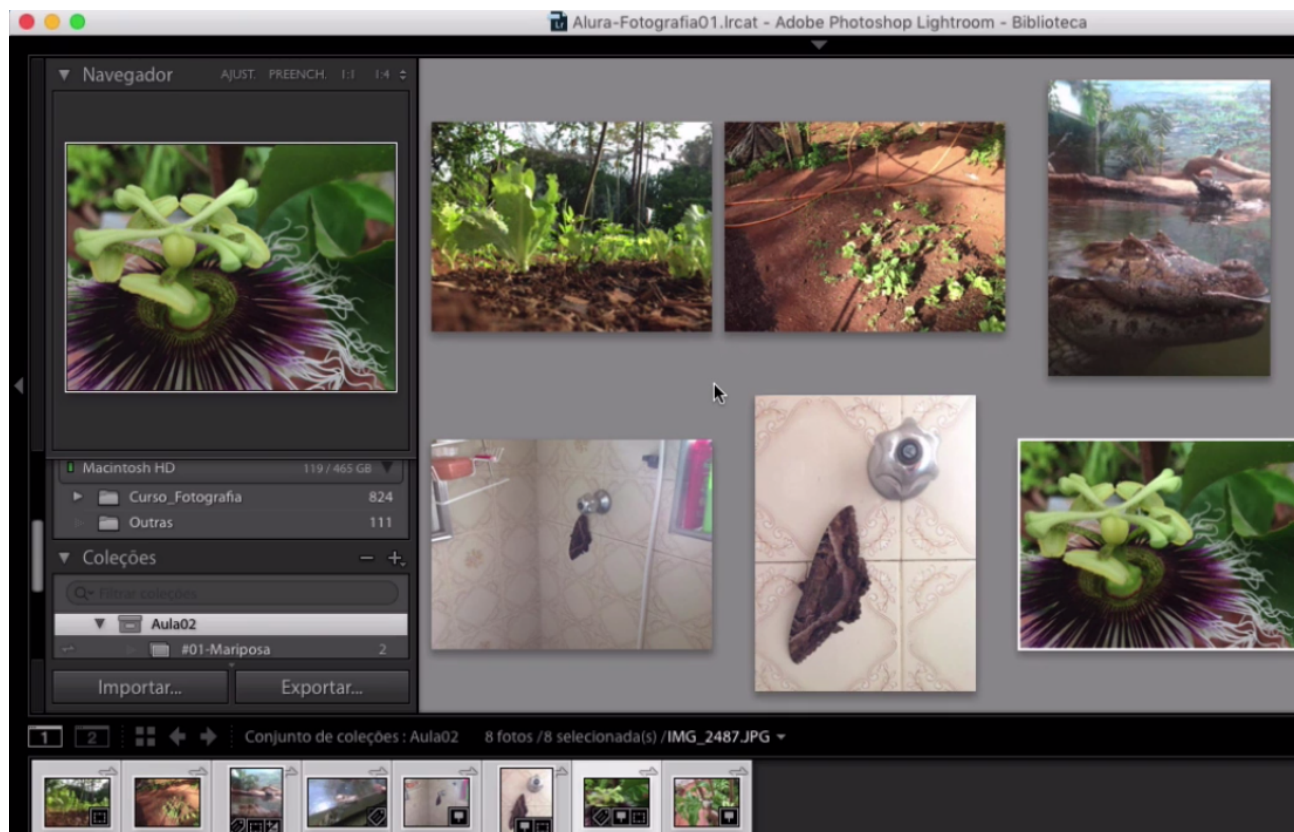 Alura-Fotografia01.lrcat - Adobe Photoshop Lightroom - Biblioteca
Navegador AJUST. PREENCH. 1:1 1:4
Macintosh HD 119 / 465 GB
Curso_Fotografia 824
Outras 111
Coleções
Filtrar coleções
Aula02
#01-Mariposa 2
Importar... Exportar...
1 2 Conjunto de coleções : Aula02 8 fotos /8 selecionada(s) /IMG_2487.JPG